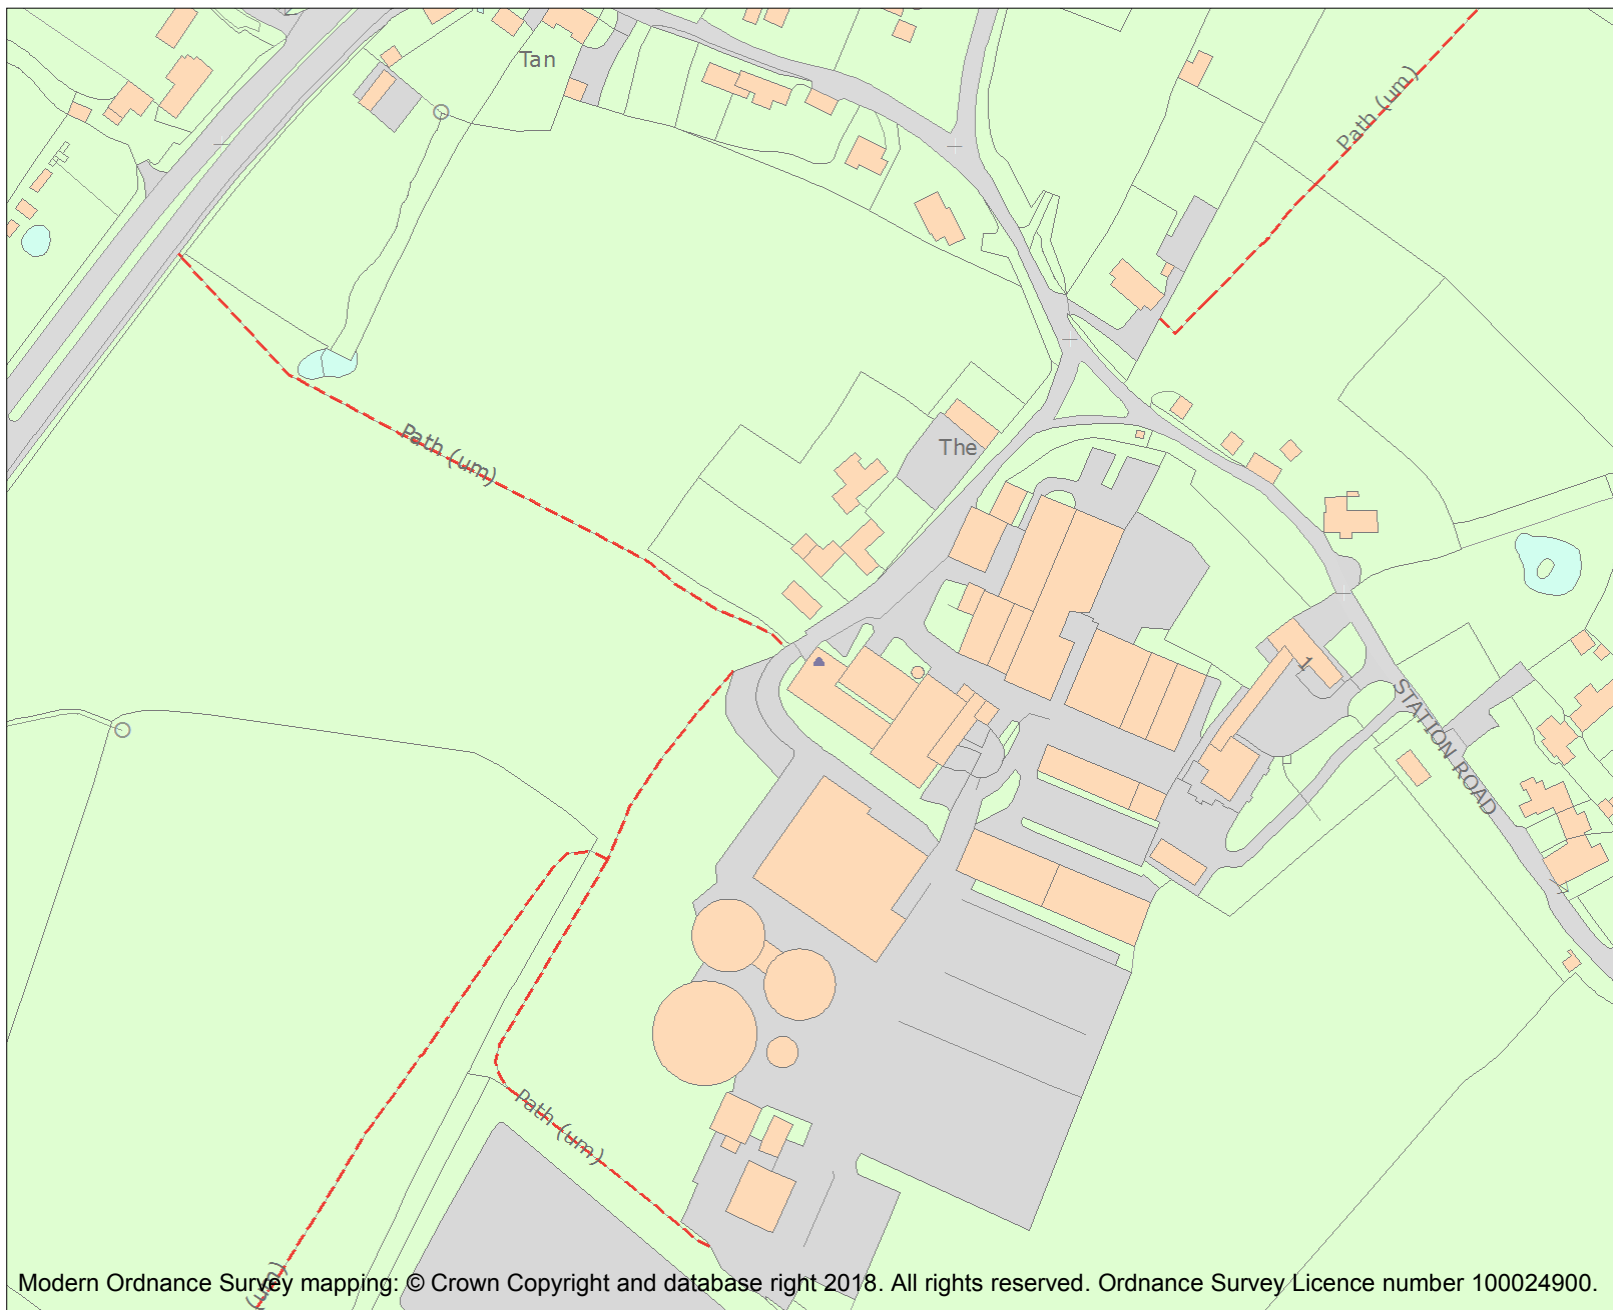 Tan
Path (um)
Path (um)
The
1
STATION ROAD
Path (um)
(um)
Modern Ordnance Survey mapping: © Crown Copyright and database right 2018. All rights reserved. Ordnance Survey Licence number 100024900.